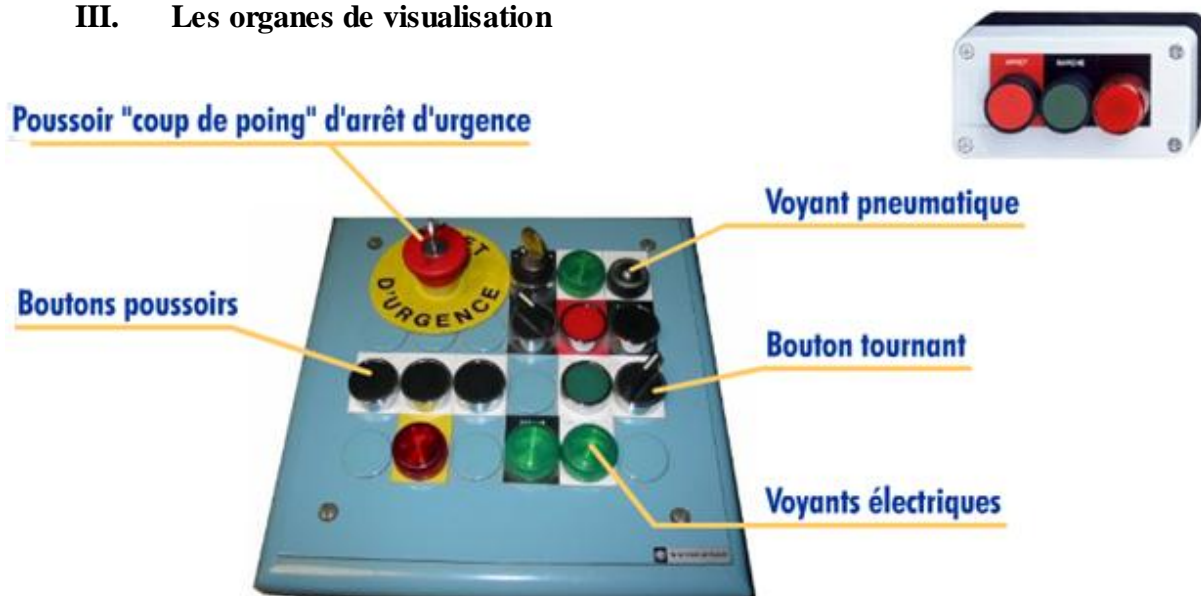 III. Les organes de visualisation
ARRET MARCHE
Poussoir "coup de poing" d'arrêt d'urgence
Voyant pneumatique
Boutons poussoirs
D'URGENCE
Bouton tournant
Voyants électriques